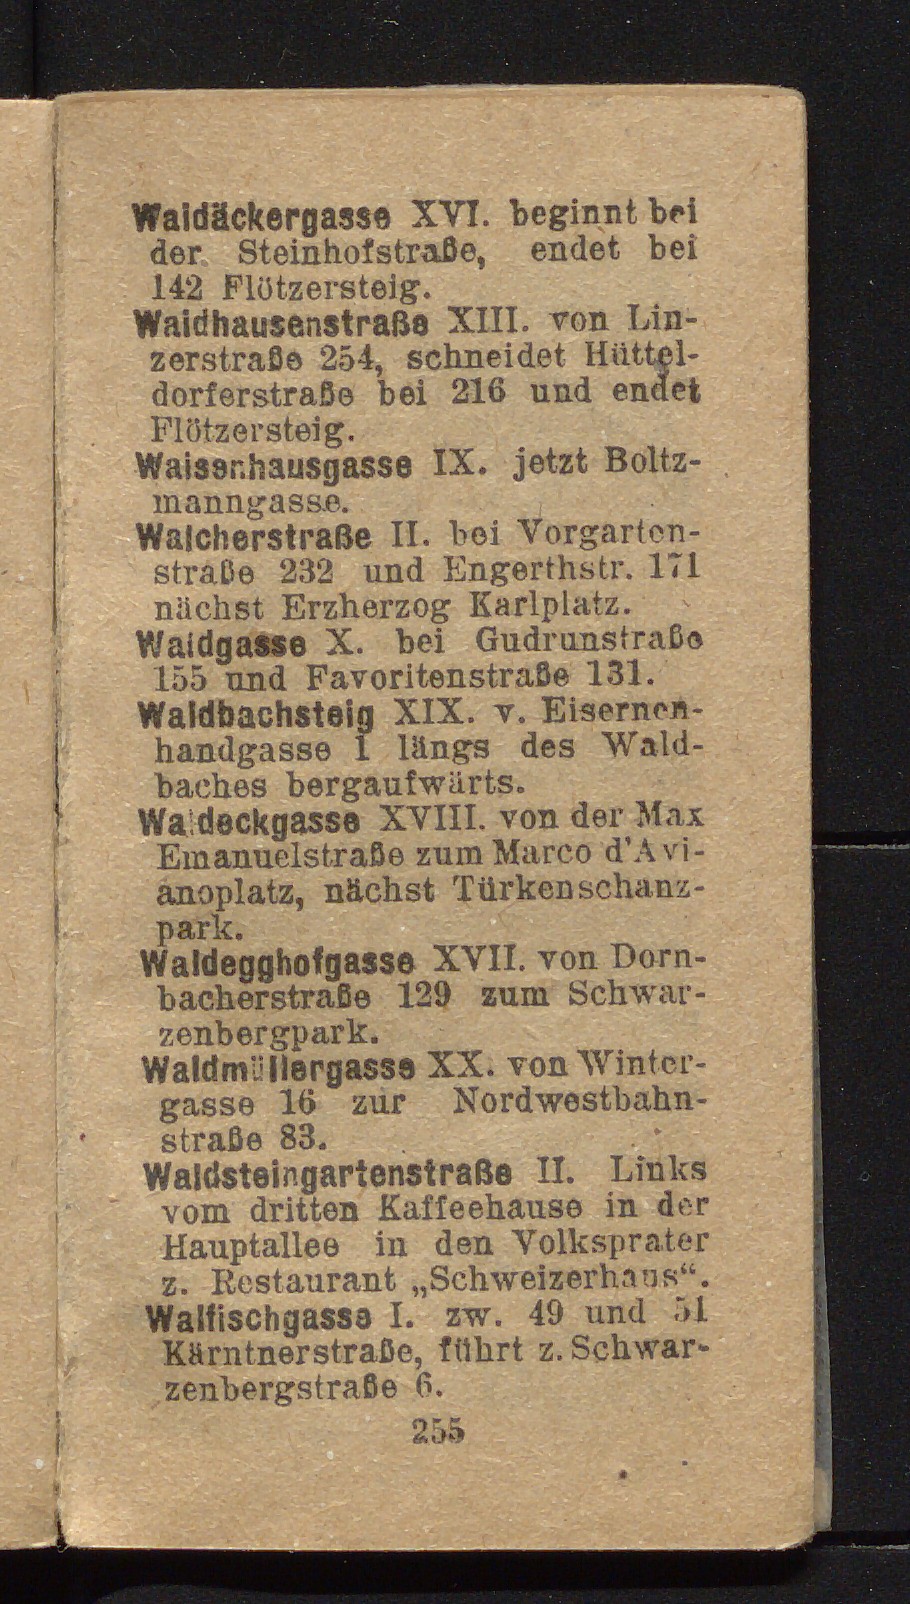 Waidäckergasse XVI. beginnt bei
der Steinhofstraße, endet bei
142 Flötzersteig.
Waidhausenstraße XIII. von Lin-
zerstraße 254, schneidet Hüttel-
dorferstraße bei 216 und endet
Flötzersteig.
Waisenhausgasse IX. jetzt Boltz-
manngasse.
Walcherstraße II. bei Vorgarten-
straße 232 und Engerthstr. 171
nächst Erzherzog Karlplatz.
Waldgasse X. bei Gudrunstraße
155 und Favoritenstraße 131.
Waldbachsteig XIX. v. Eisernen-
handgasse 1 längs des Wald-
baches bergaufwärts.
Waldeckgasse XVIII. von der Max
Emanuelstraße zum Marco d'Avi-
anoplatz, nächst Türkenschanz-
park.
Waldegghofgasse XVII. von Dorn-
bacherstraße 129 zum Schwar-
zenbergpark.
Waldmüllergasse XX. von Winter-
gasse 16 zur Nordwestbahn-
straße 83.
Waldsteingartenstraße II. Links
vom dritten Kaffeehause in der
Hauptallee in den Volksprater
z. Restaurant „Schweizerhaus“.
Walfischgasse I. zw. 49 und 51
Kärntnerstraße, führt z. Schwar-
zenbergstraße 6.
255